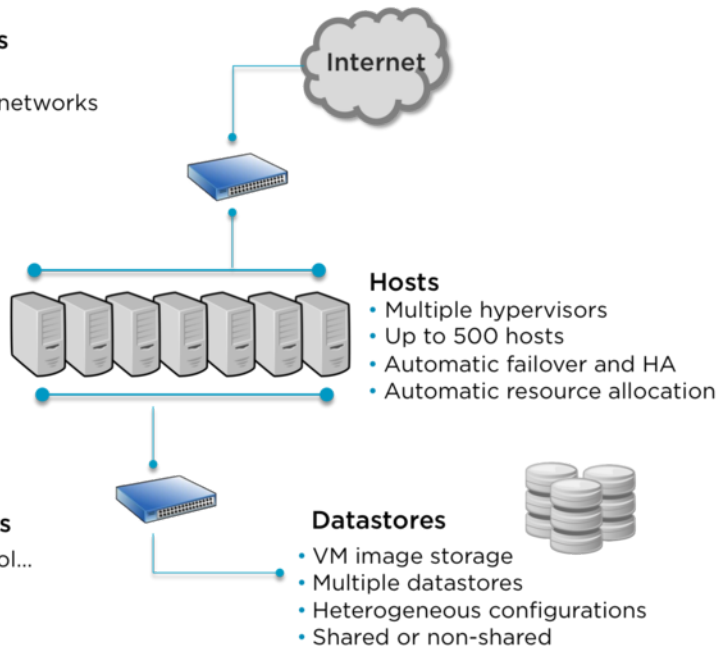 Internet
networks
Hosts
• Multiple hypervisors
• Up to 500 hosts
• Automatic failover and HA
• Automatic resource allocation
Datastores
• VM image storage
• Multiple datastores
• Heterogeneous configurations
• Shared or non-shared